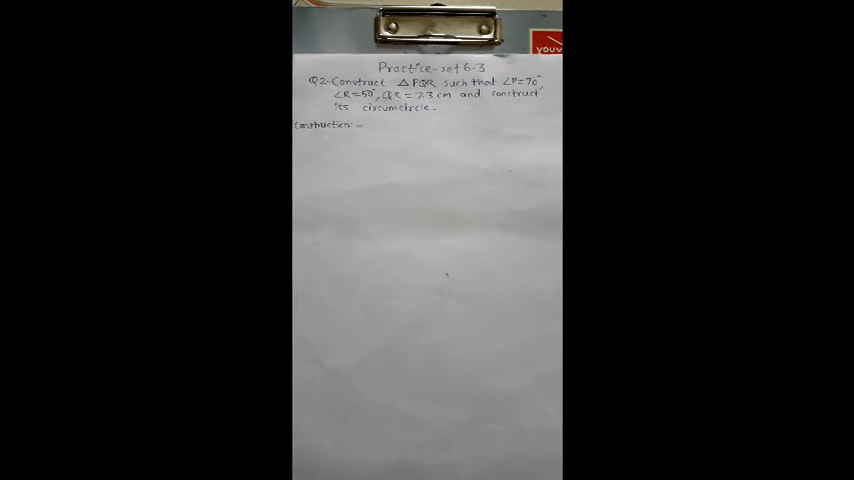 Practice-set 6.3
Q2. Construct △PQR such that ∠P=70°,
∠R=50°, QR=7.3 cm and construct
its circumcircle.
Construction:-
YOUV